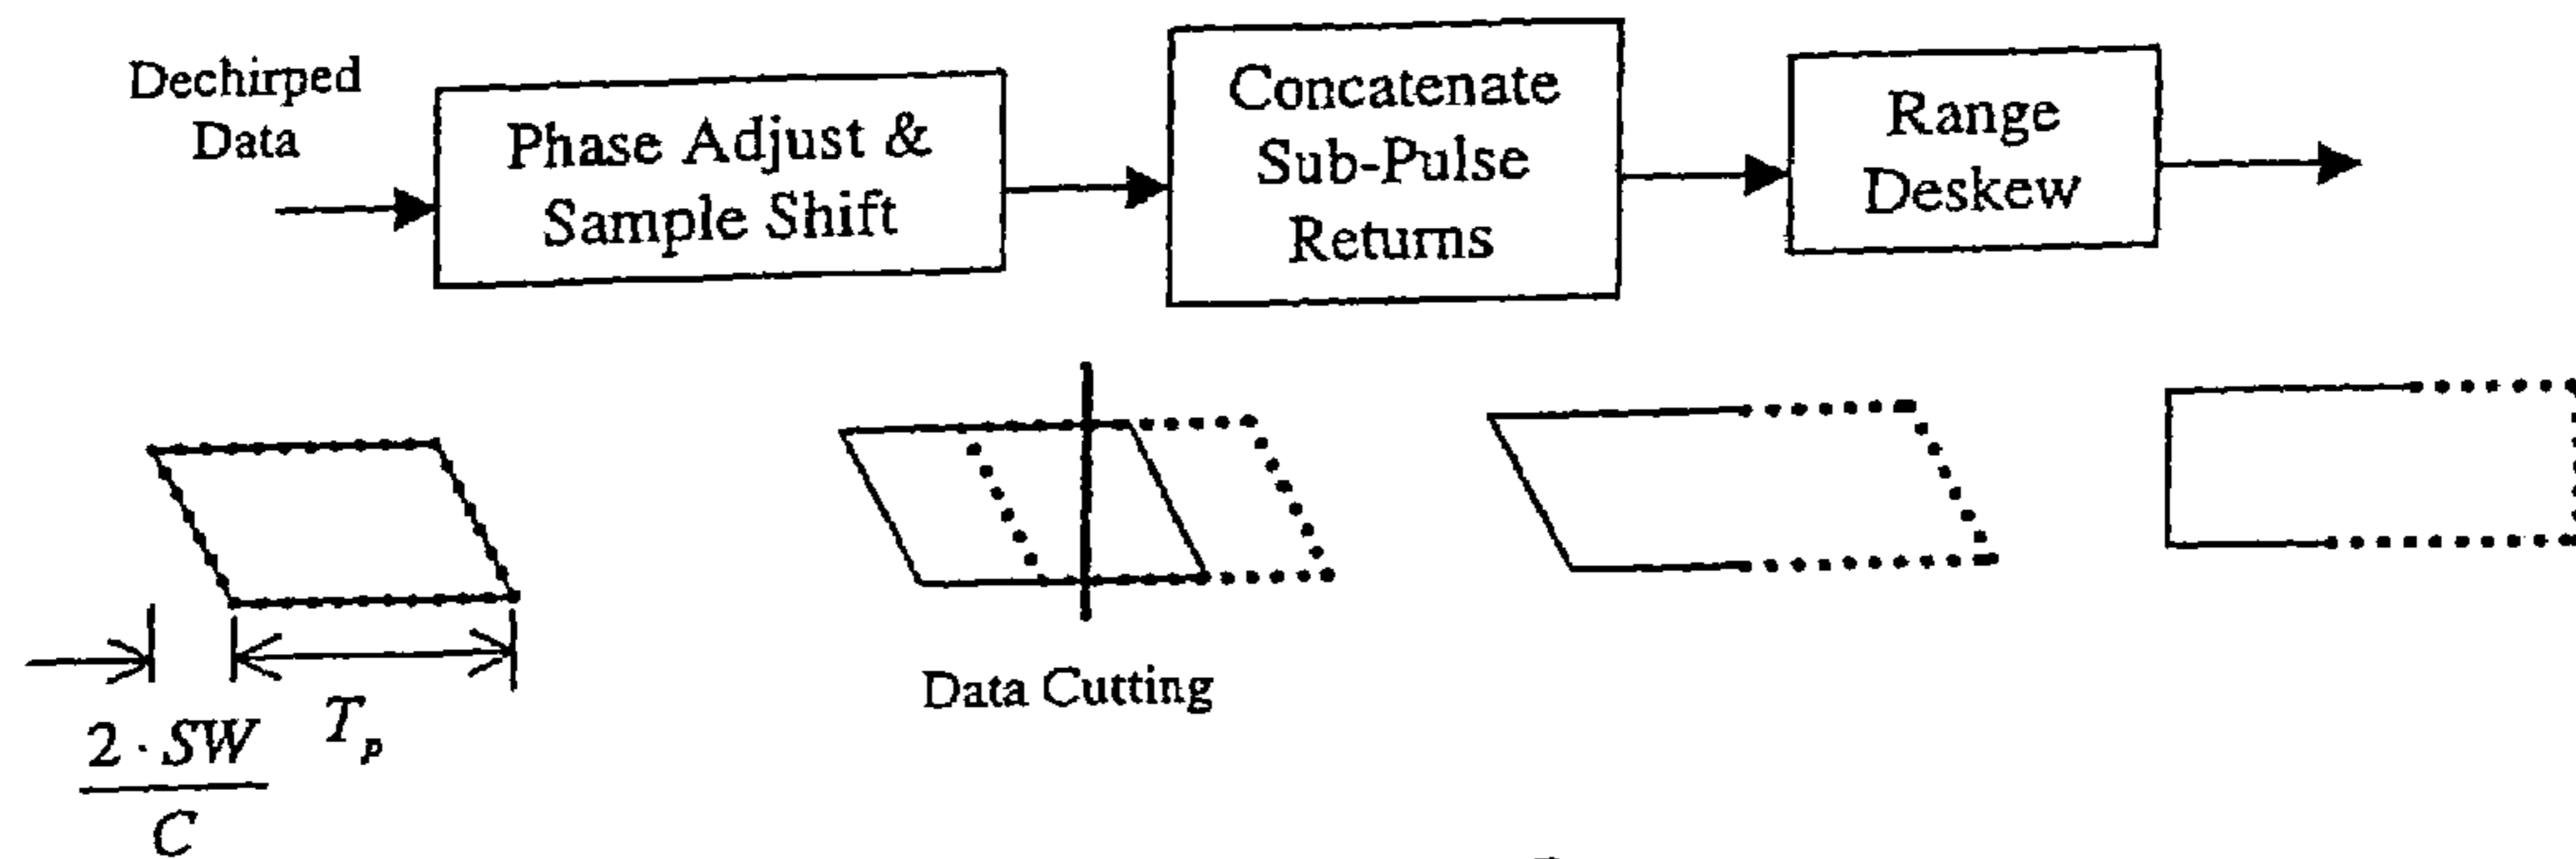 Dechirped
Data
Phase Adjust &
Sample Shift
Concatenate
Sub-Pulse
Returns
Range
Deskew
Data Cutting
2 · SW
C
T_p